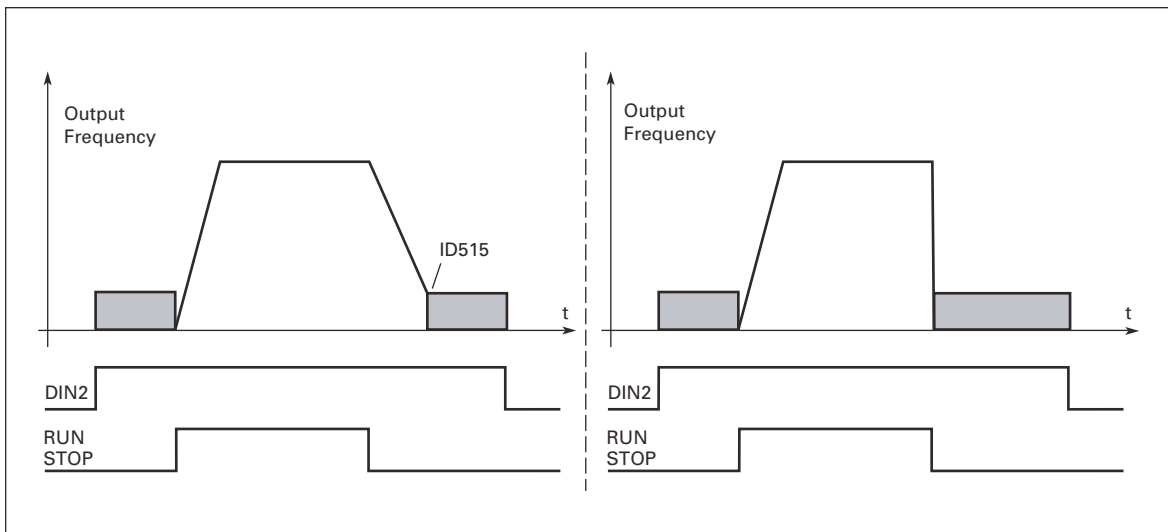 Output
Frequency
ID515
t
DIN2
RUN
STOP
Output
Frequency
t
DIN2
RUN
STOP